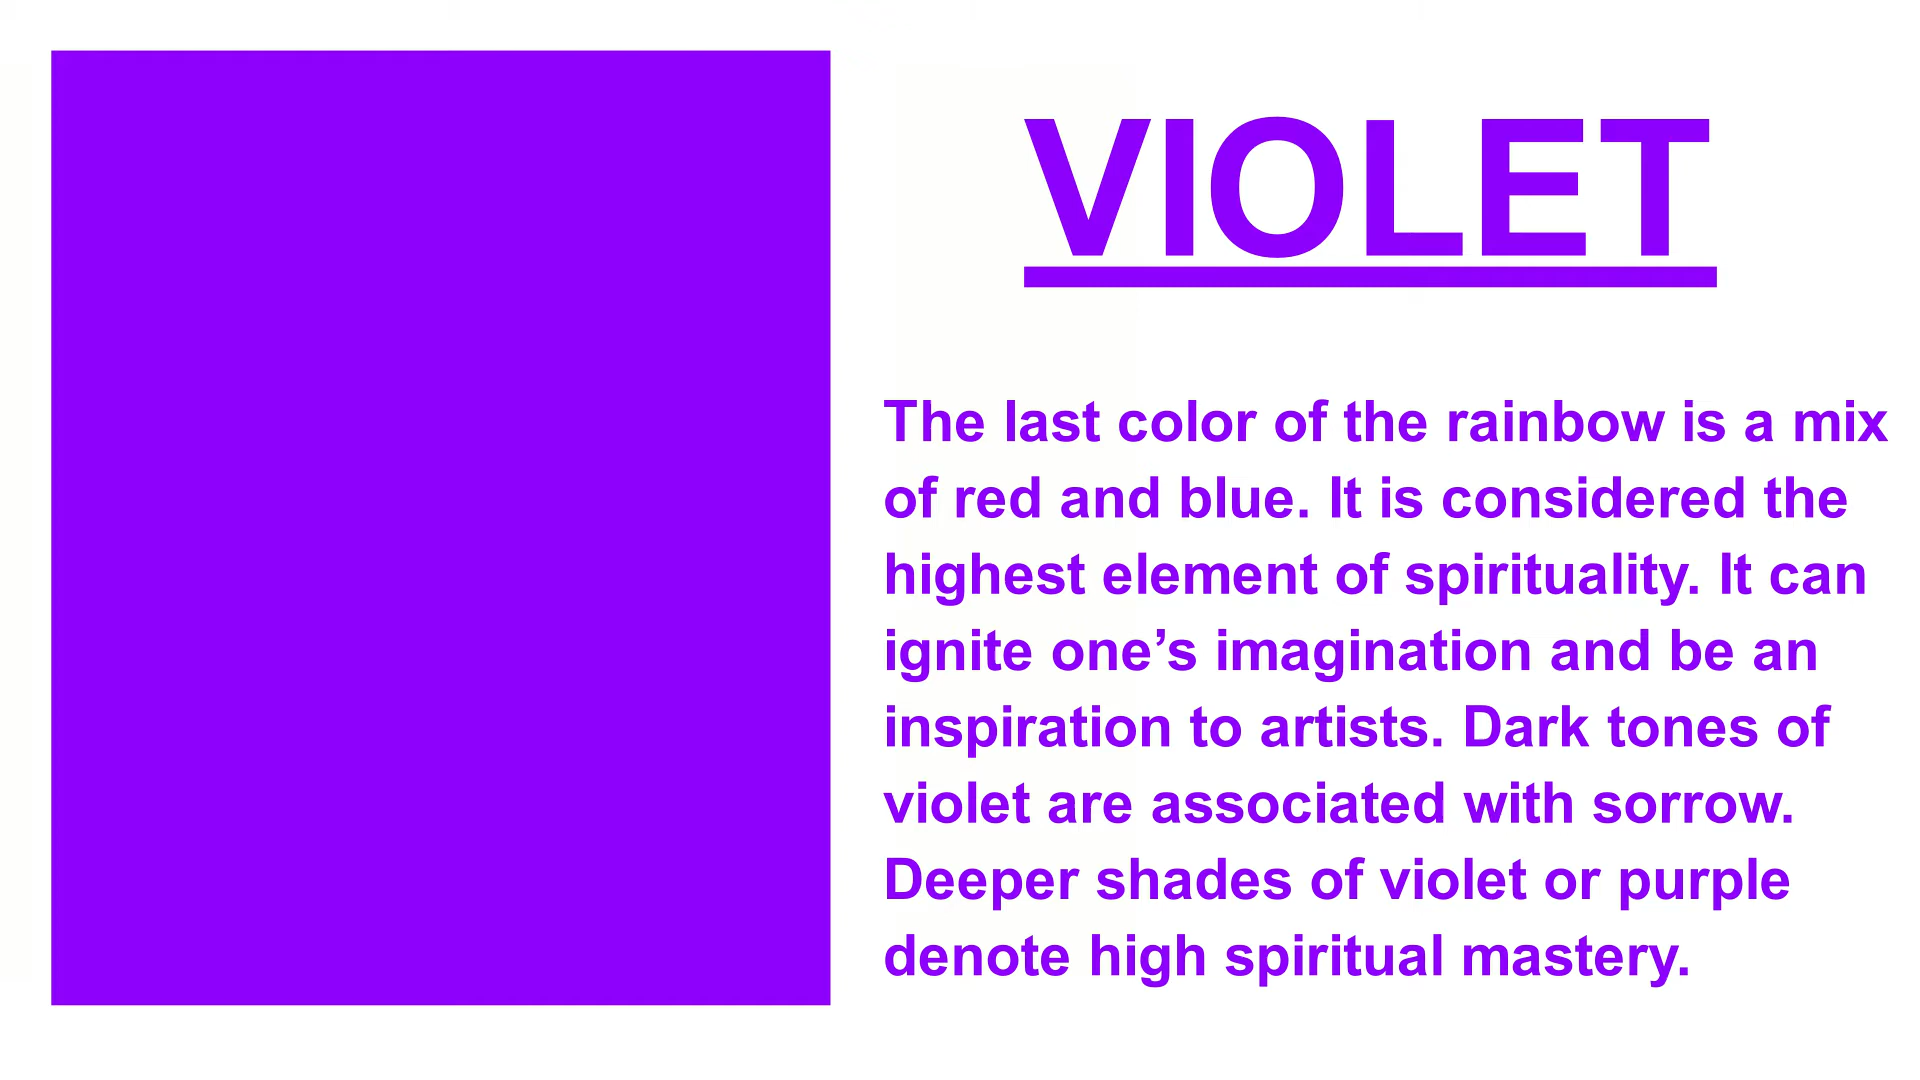 VIOLET
The last color of the rainbow is a mix
of red and blue. It is considered the
highest element of spirituality. It can
ignite one’s imagination and be an
inspiration to artists. Dark tones of
violet are associated with sorrow.
Deeper shades of violet or purple
denote high spiritual mastery.